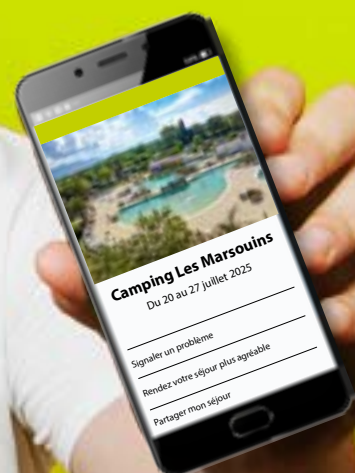 Camping Les Marsouins
Du 20 au 27 juillet 2025
Signaler un problème
Rendez votre séjour plus agréable
Partager mon séjour